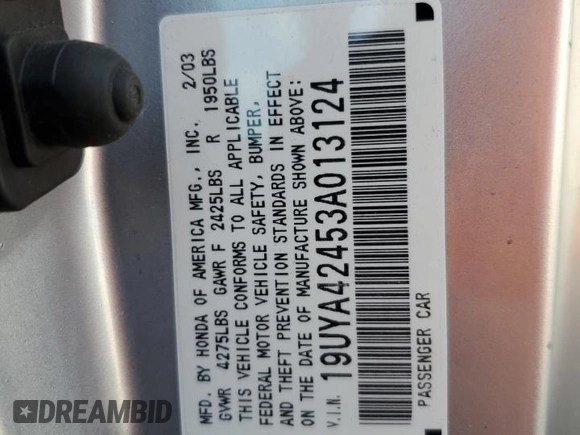 MFD. BY HONDA OF AMERICA MFG., INC. 2/03
GVWR 4275LBS GAWR F 2425LBS R 1950LBS
THIS VEHICLE CONFORMS TO ALL APPLICABLE
FEDERAL MOTOR VEHICLE SAFETY, BUMPER,
AND THEFT PREVENTION STANDARDS IN EFFECT
ON THE DATE OF MANUFACTURE SHOWN ABOVE:
V.I.N. 19UYA42453A013124
PASSENGER CAR
DREAMBID